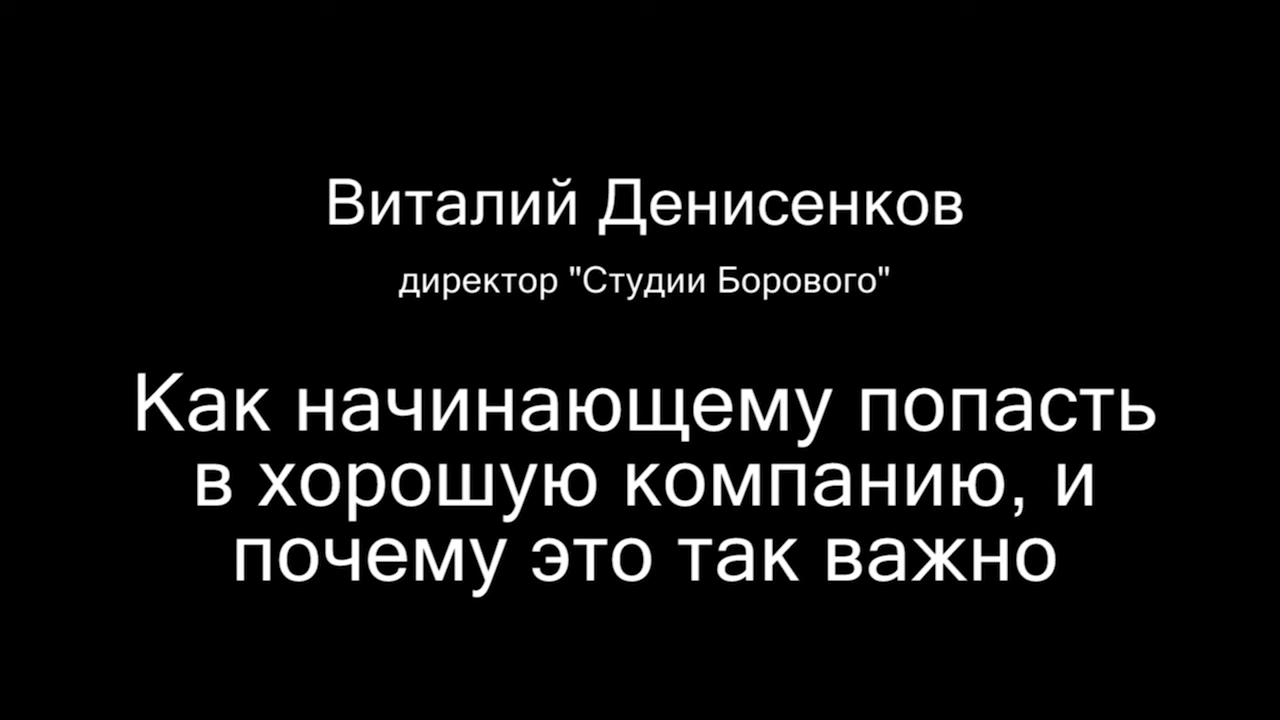 Виталий Денисенков
директор "Студии Борового"
Как начинающему попасть
в хорошую компанию, и
почему это так важно